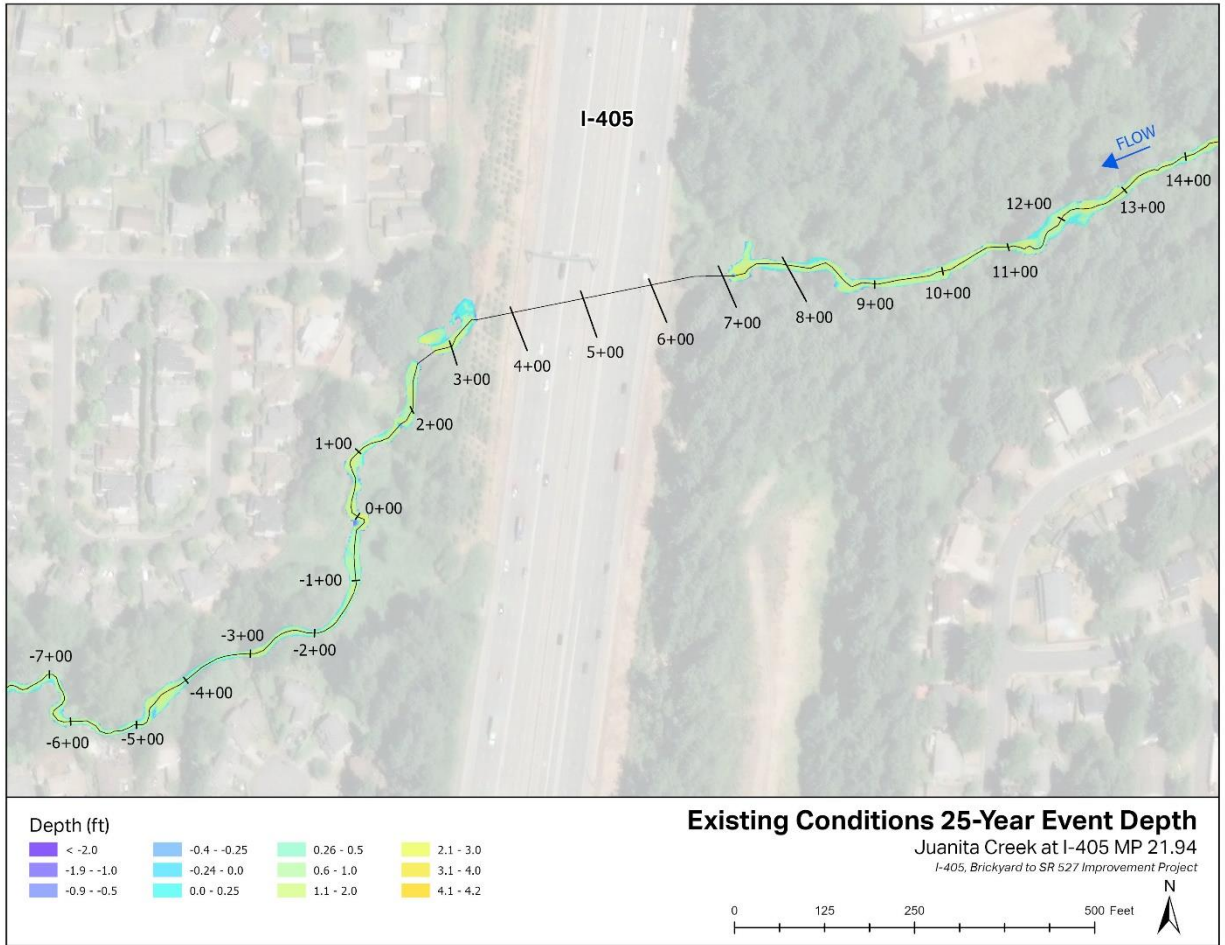 I-405
FLOW
14+00
13+00
12+00
11+00
10+00
9+00
8+00
7+00
6+00
5+00
4+00
3+00
2+00
1+00
0+00
-1+00
-2+00
-3+00
-4+00
-5+00
-6+00
-7+00
Depth (ft)
< -2.0
-1.9 - -1.0
-0.9 - -0.5
-0.4 - -0.25
-0.24 - 0.0
0.0 - 0.25
0.26 - 0.5
0.6 - 1.0
1.1 - 2.0
2.1 - 3.0
3.1 - 4.0
4.1 - 4.2
Existing Conditions 25-Year Event Depth
Juanita Creek at I-405 MP 21.94
I-405, Brickyard to SR 527 Improvement Project
N
0 125 250 500 Feet